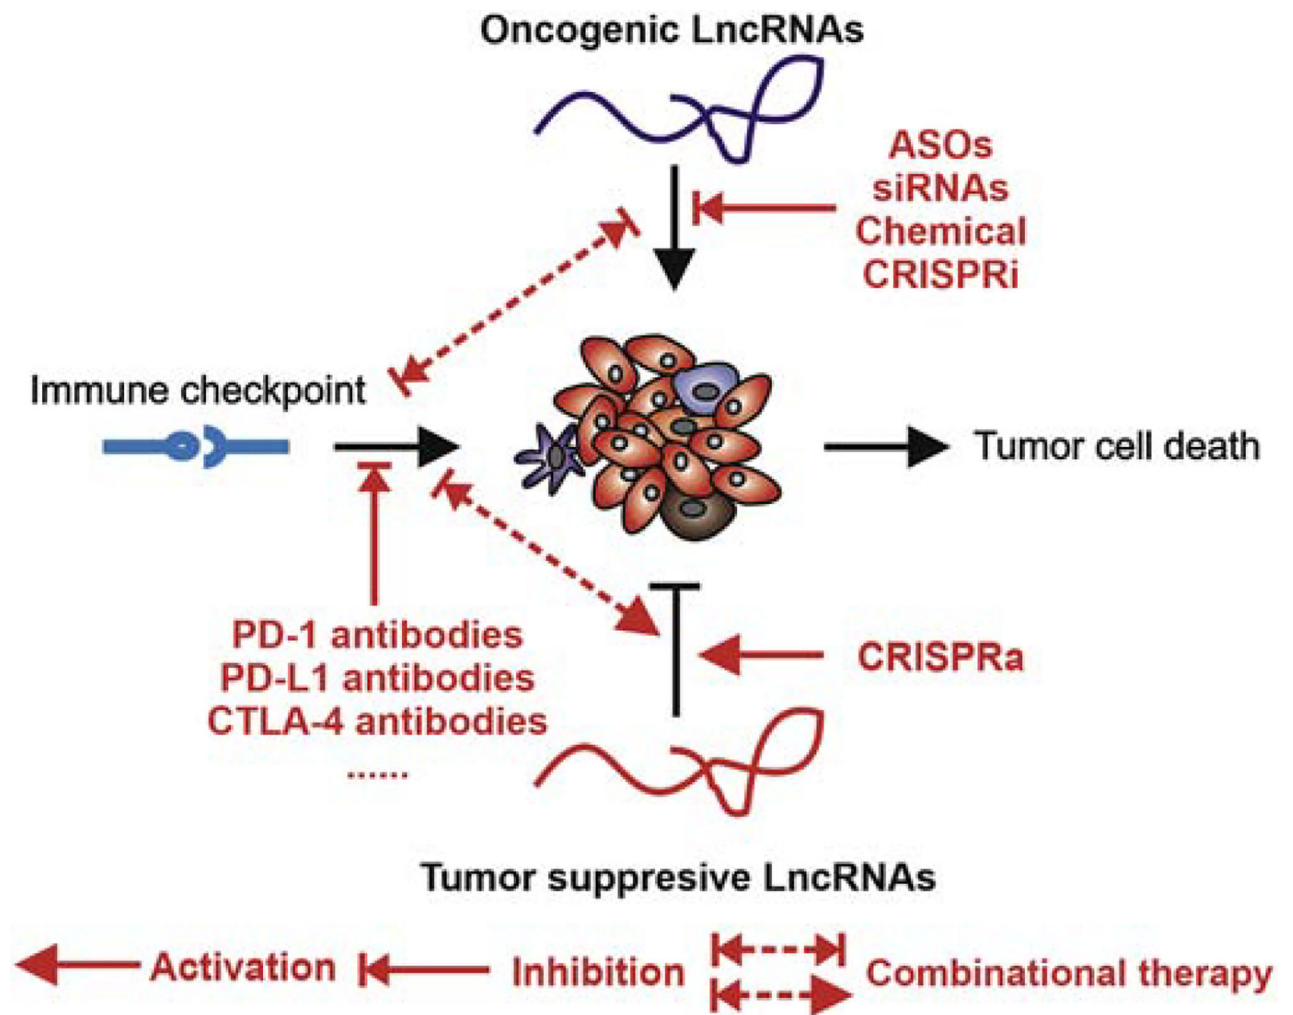 Oncogenic LncRNAs
ASOs
siRNAs
Chemical
CRISPRi
Immune checkpoint
Tumor cell death
PD-1 antibodies
PD-L1 antibodies
CTLA-4 antibodies
......
CRISPRa
Tumor suppresive LncRNAs
Activation
Inhibition
Combinational therapy